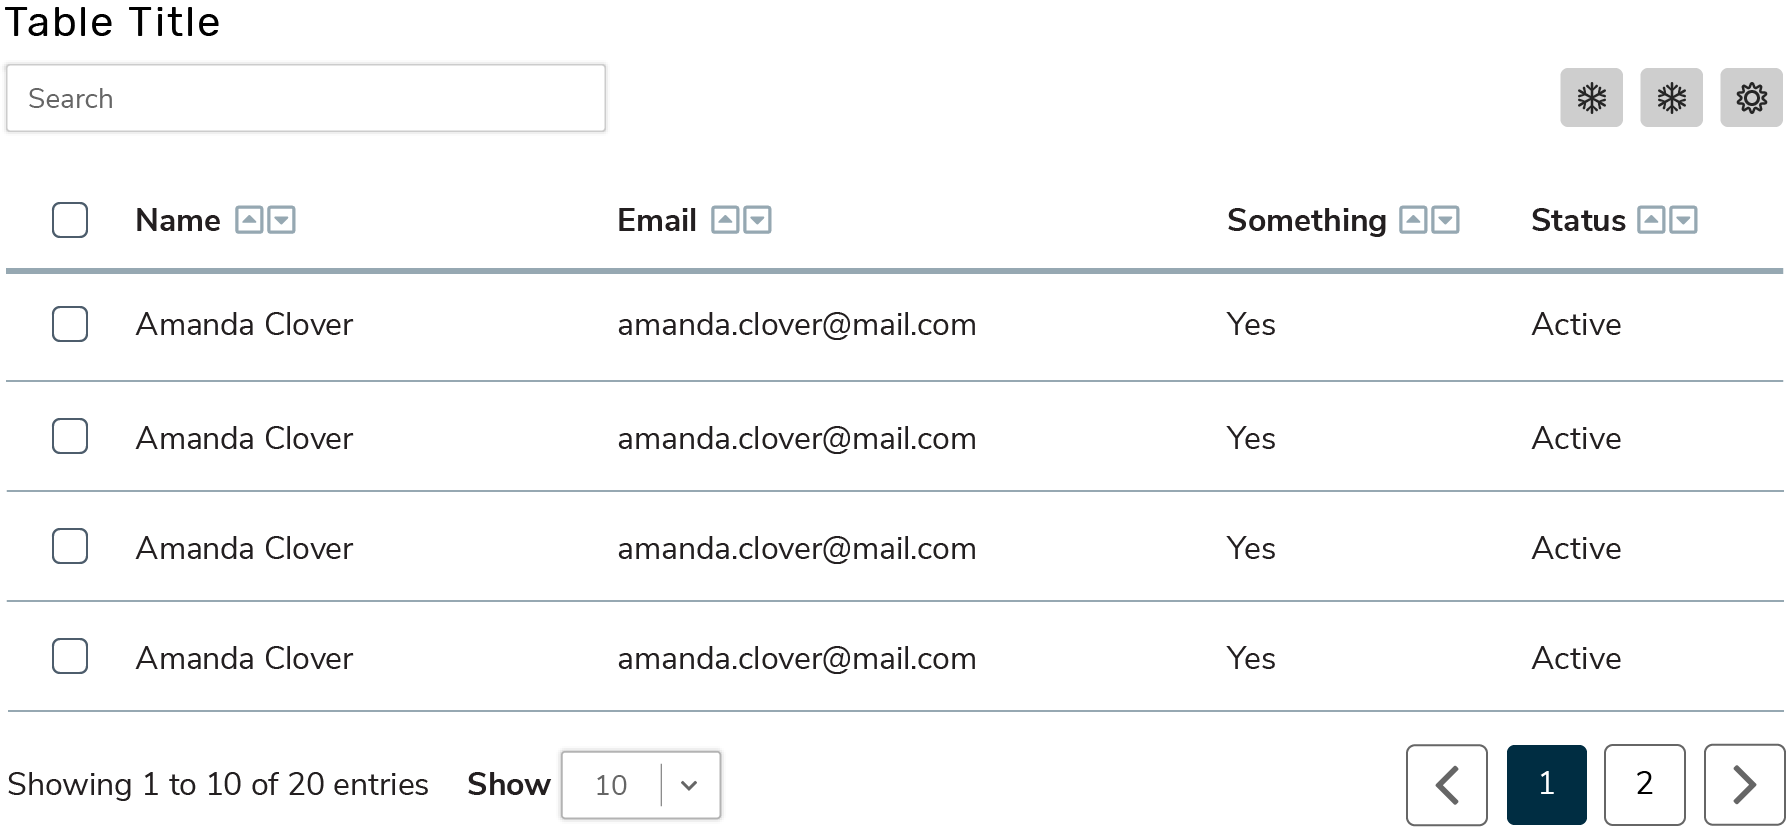 Table Title
Search
Name Email Something Status
Amanda Clover amanda.clover@mail.com Yes Active
Amanda Clover amanda.clover@mail.com Yes Active
Amanda Clover amanda.clover@mail.com Yes Active
Amanda Clover amanda.clover@mail.com Yes Active
Showing 1 to 10 of 20 entries Show 10 1 2